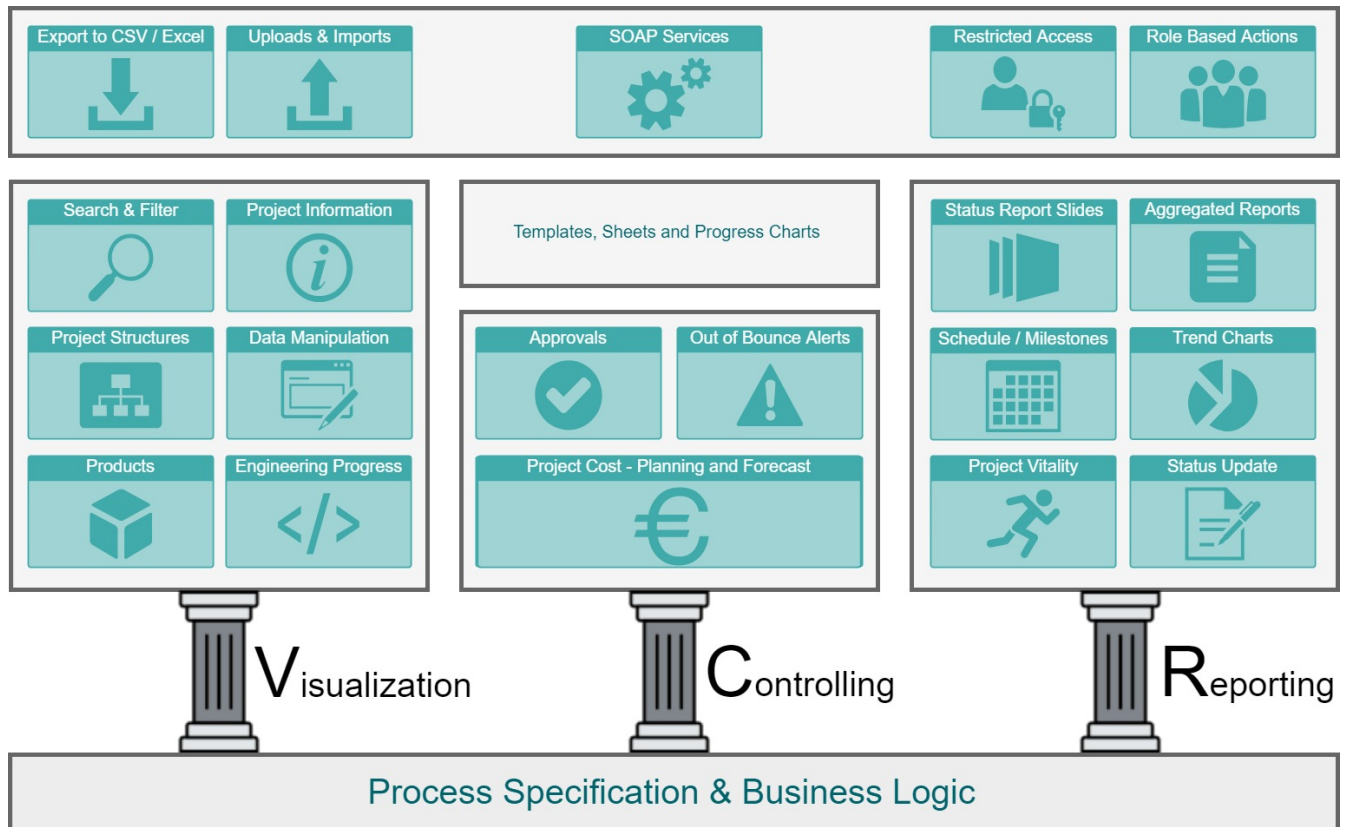 Export to CSV / Excel
Uploads & Imports
SOAP Services
Restricted Access
Role Based Actions
Search & Filter
Project Information
Project Structures
Data Manipulation
Products
Engineering Progress
Templates, Sheets and Progress Charts
Approvals
Out of Bounce Alerts
Project Cost - Planning and Forecast
Status Report Slides
Aggregated Reports
Schedule / Milestones
Trend Charts
Project Vitality
Status Update
Visualization
Controlling
Reporting
Process Specification & Business Logic